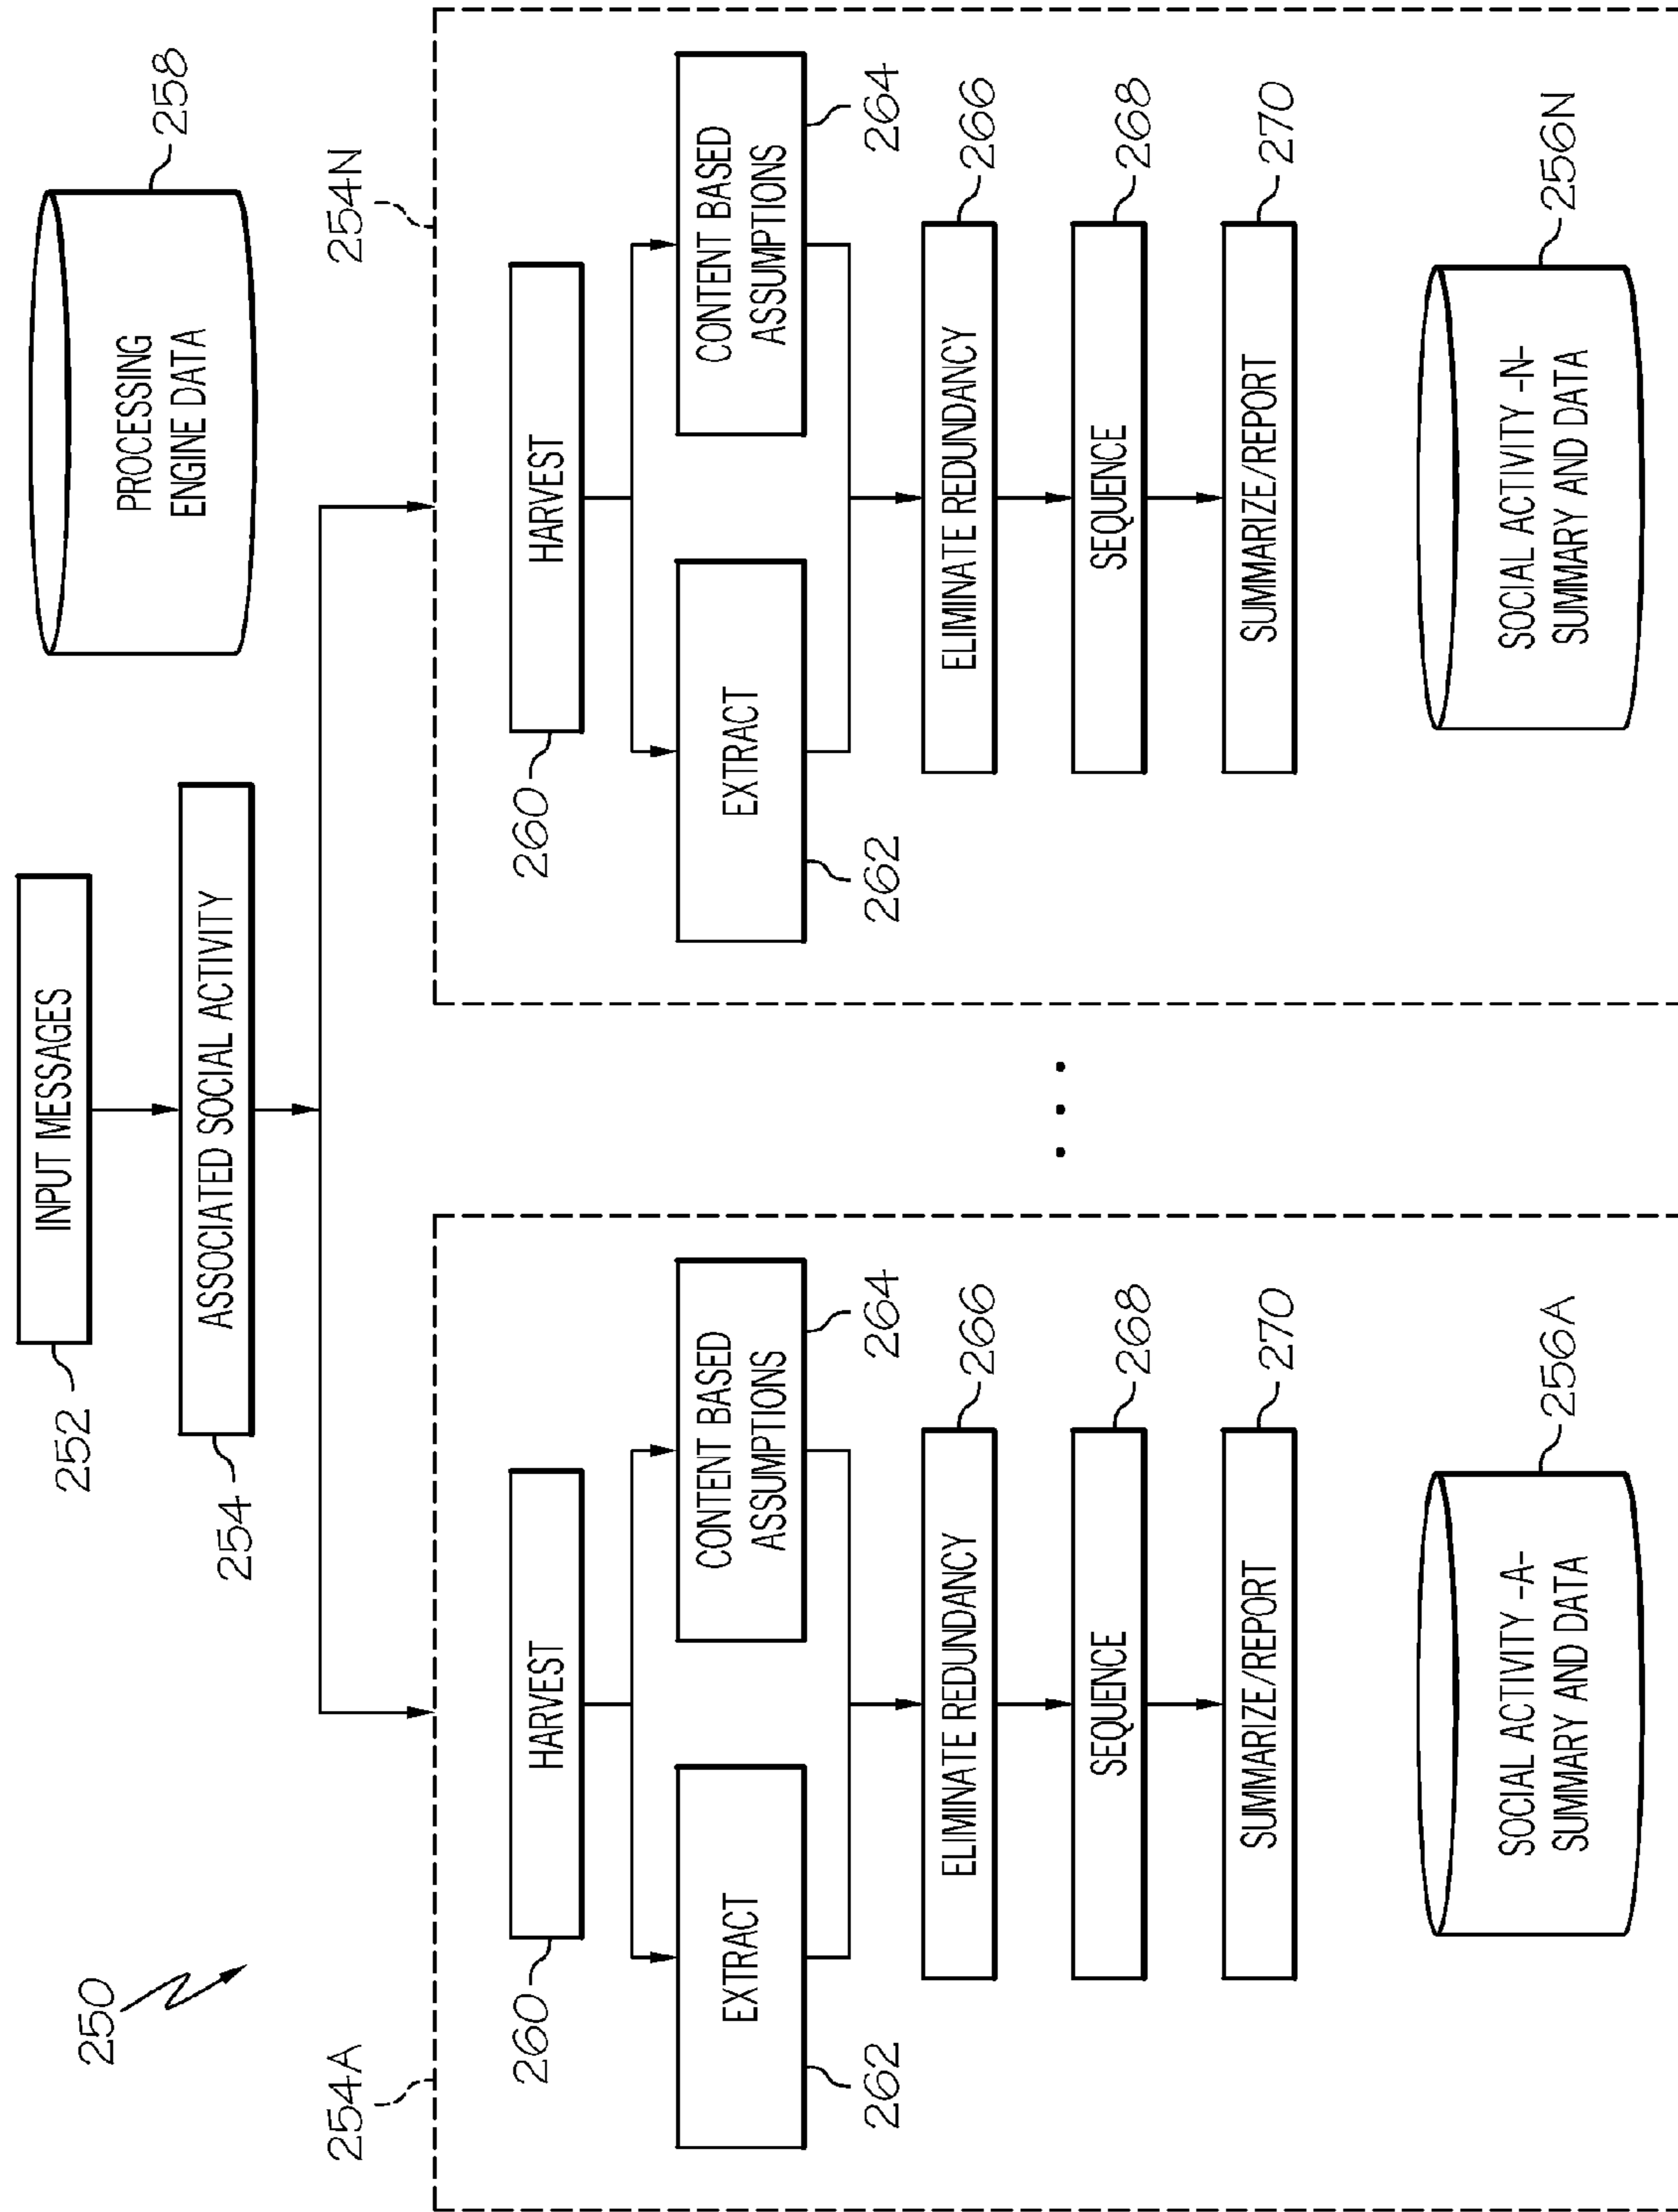 250
INPUT MESSAGES
252
PROCESSING
ENGINE DATA
258
ASSOCIATED SOCIAL ACTIVITY
254
254A
HARVEST
260
EXTRACT
262
CONTENT BASED
ASSUMPTIONS
264
ELIMINATE REDUNDANCY
266
SEQUENCE
268
SUMMARIZE/REPORT
270
SOCIAL ACTIVITY -A-
SUMMARY AND DATA
256A
. . .
254N
HARVEST
260
EXTRACT
262
CONTENT BASED
ASSUMPTIONS
264
ELIMINATE REDUNDANCY
266
SEQUENCE
268
SUMMARIZE/REPORT
270
SOCIAL ACTIVITY -N-
SUMMARY AND DATA
256N